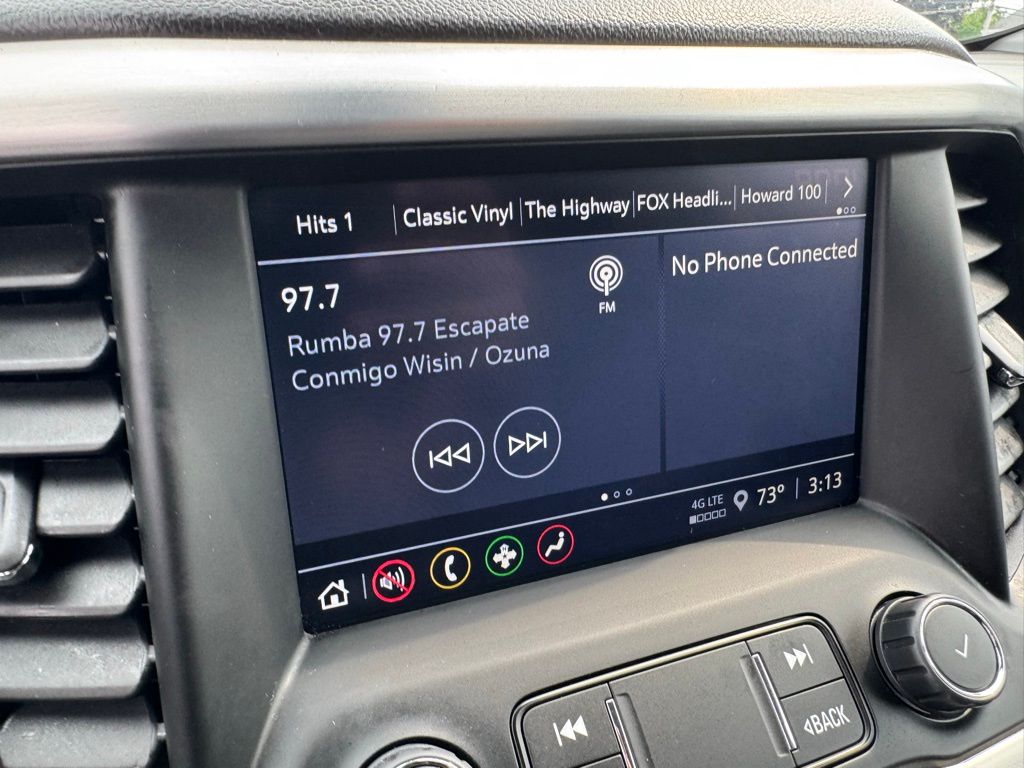 Hits 1 Classic Vinyl The Highway FOX Headli... Howard 100
97.7
FM
No Phone Connected
Rumba 97.7 Escapate
Conmigo Wisin / Ozuna
4G LTE
73° 3:13
BACK